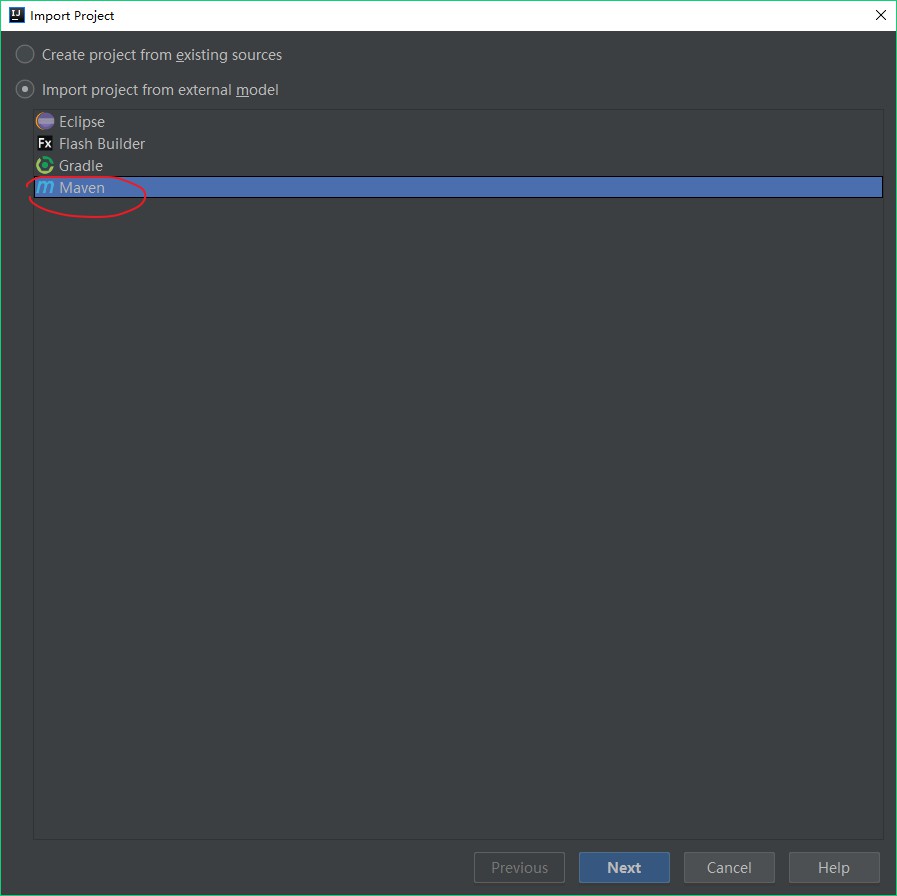 IJ Import Project
Create project from existing sources
Import project from external model
Eclipse
Fx Flash Builder
Gradle
m Maven
Previous Next Cancel Help